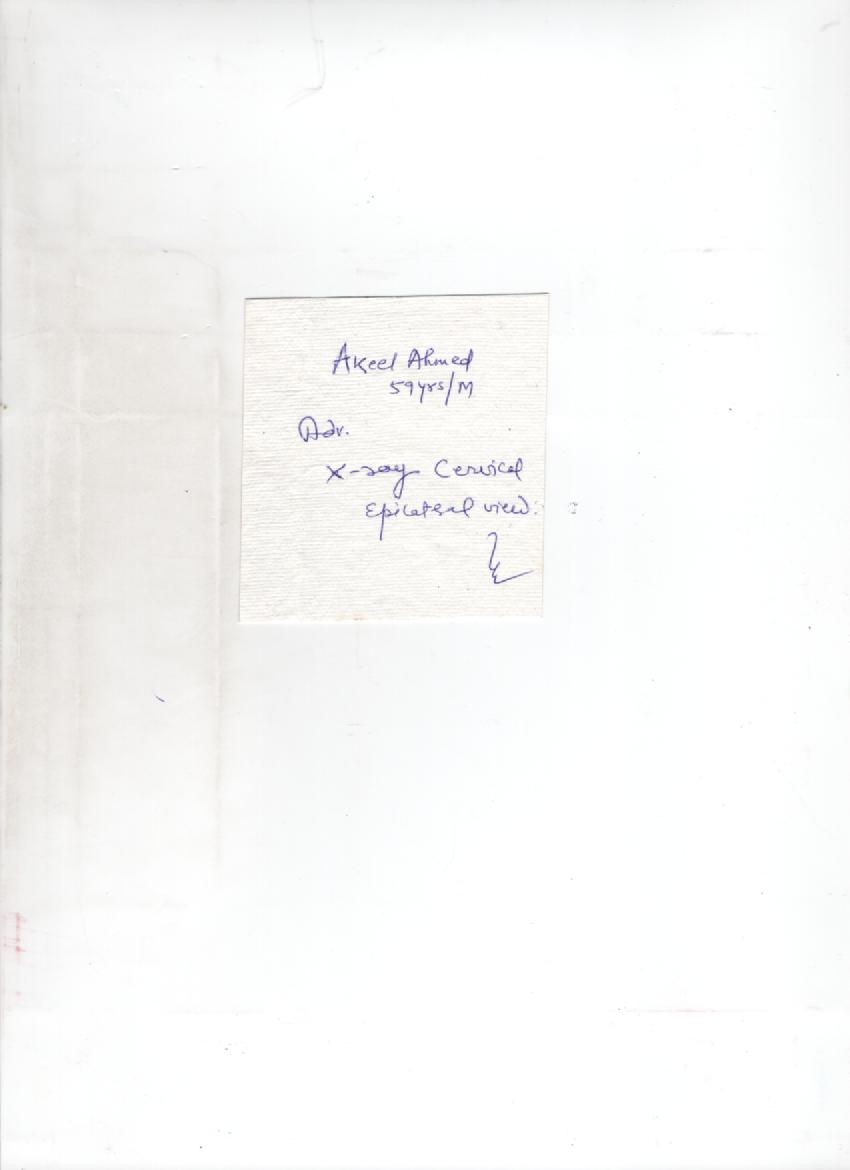 Akeel Ahmed
59yrs/M
Adv.
X-ray Cervical
Epilateral view.